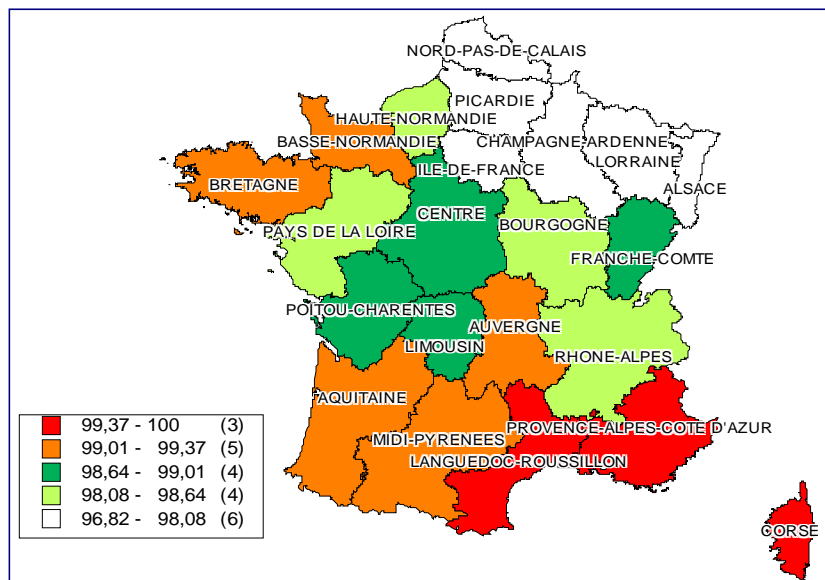 NORD-PAS-DE-CALAIS
PICARDIE
HAUTE-NORMANDIE
BASSE-NORMANDIE
CHAMPAGNE-ARDENNE
LORRAINE
ILE-DE-FRANCE
ALSACE
BRETAGNE
CENTRE
PAYS DE LA LOIRE
BOURGOGNE
FRANCHE-COMTE
POITOU-CHARENTES
AUVERGNE
LIMOUSIN
RHONE-ALPES
AQUITAINE
PROVENCE-ALPES-COTE D'AZUR
MIDI-PYRENEES
LANGUEDOC-ROUSSILLON
CORSE
99,37 - 100 (3)
99,01 - 99,37 (5)
98,64 - 99,01 (4)
98,08 - 98,64 (4)
96,82 - 98,08 (6)